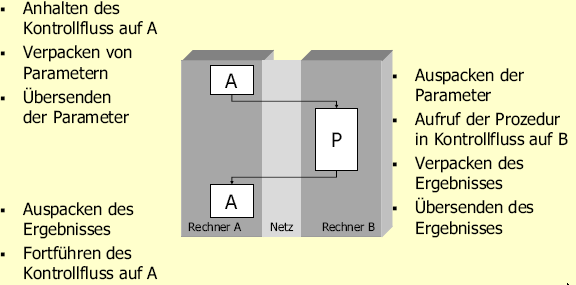 ▪ Anhalten des
Kontrollfluss auf A
▪ Verpacken von
Parametern
▪ Übersenden
der Parameter
A
P
A
Rechner A
Netz
Rechner B
▪ Auspacken der
Parameter
▪ Aufruf der Prozedur
in Kontrollfluss auf B
▪ Verpacken des
Ergebnisses
▪ Übersenden des
Ergebnisses
▪ Auspacken des
Ergebnisses
▪ Fortführen des
Kontrollfluss auf A